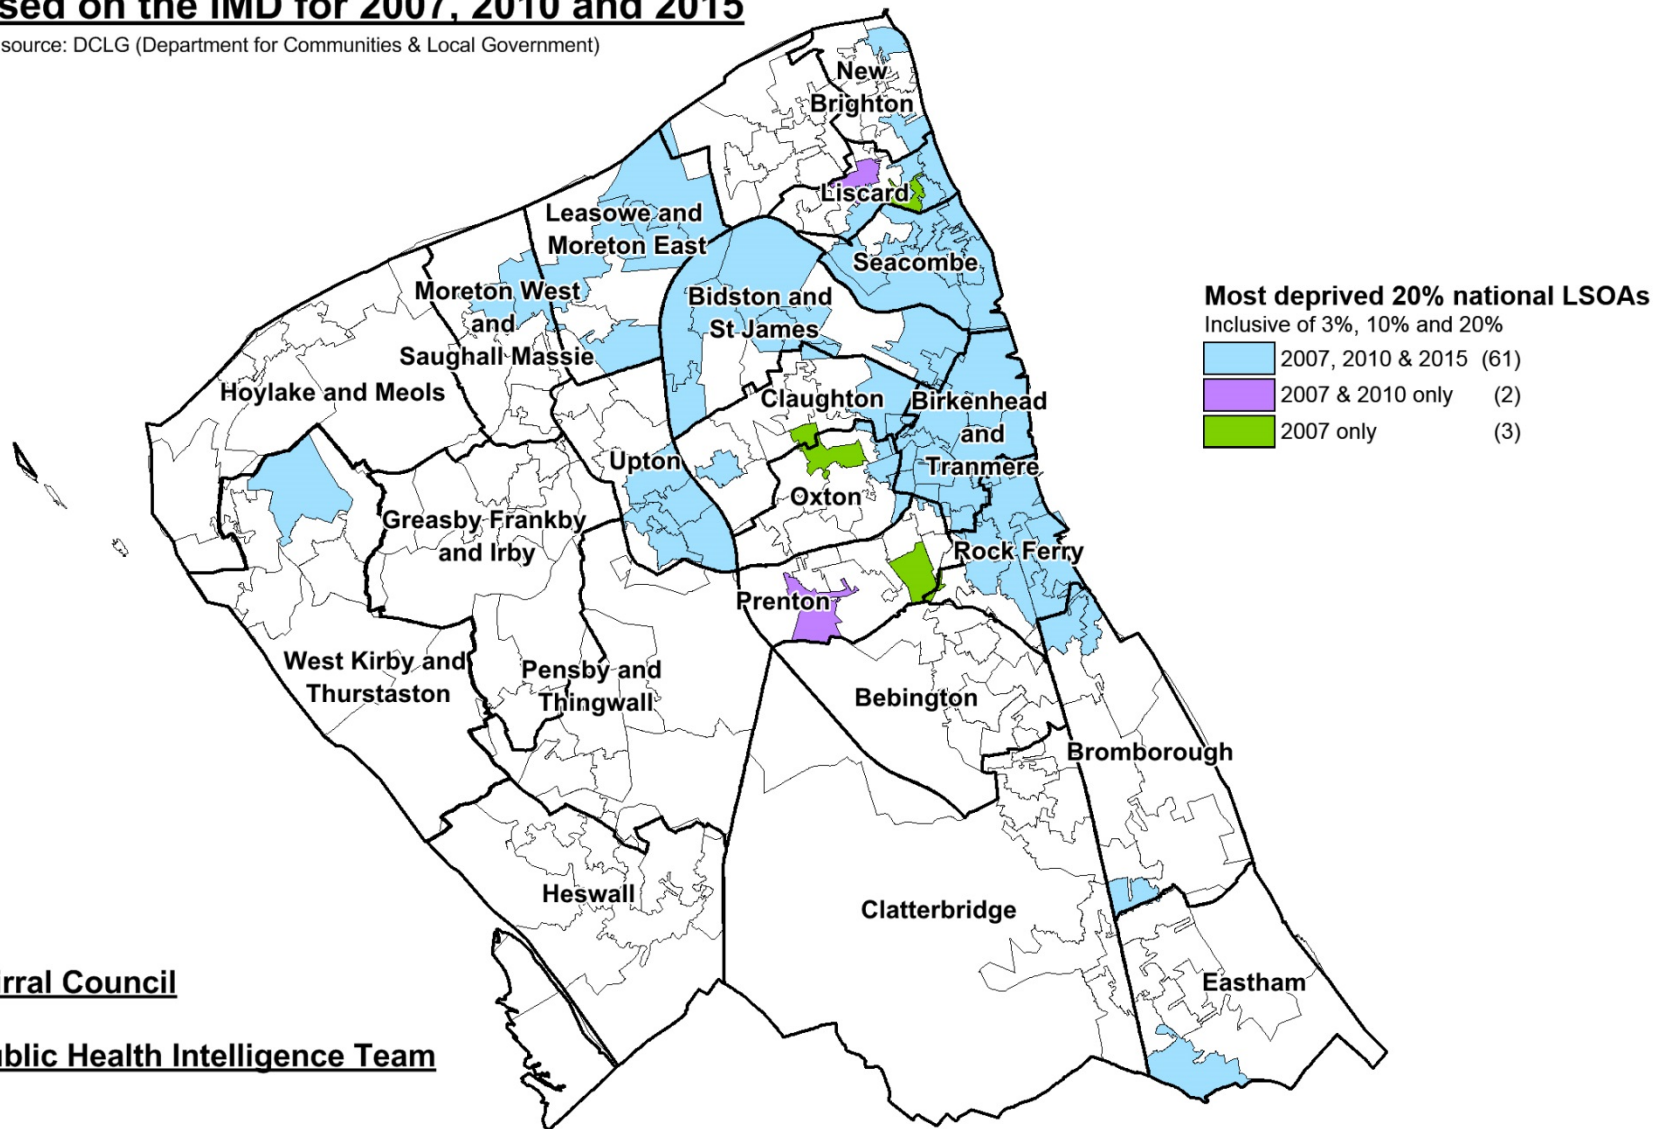 sed on the IMD for 2007, 2010 and 2015
source: DCLG (Department for Communities & Local Government)
New
Brighton
Liscard
Leasowe and
Moreton East
Seacombe
Moreton West
and
Saughall Massie
Bidston and
St James
Most deprived 20% national LSOAs
Inclusive of 3%, 10% and 20%
2007, 2010 & 2015 (61)
2007 & 2010 only (2)
2007 only (3)
Hoylake and Meols
Claughton
Birkenhead
and
Tranmere
Upton
Oxton
Greasby Frankby
and Irby
Rock Ferry
Prenton
West Kirby and
Thurstaston
Pensby and
Thingwall
Bebington
Bromborough
Heswall
Clatterbridge
Eastham
irral Council
ublic Health Intelligence Team